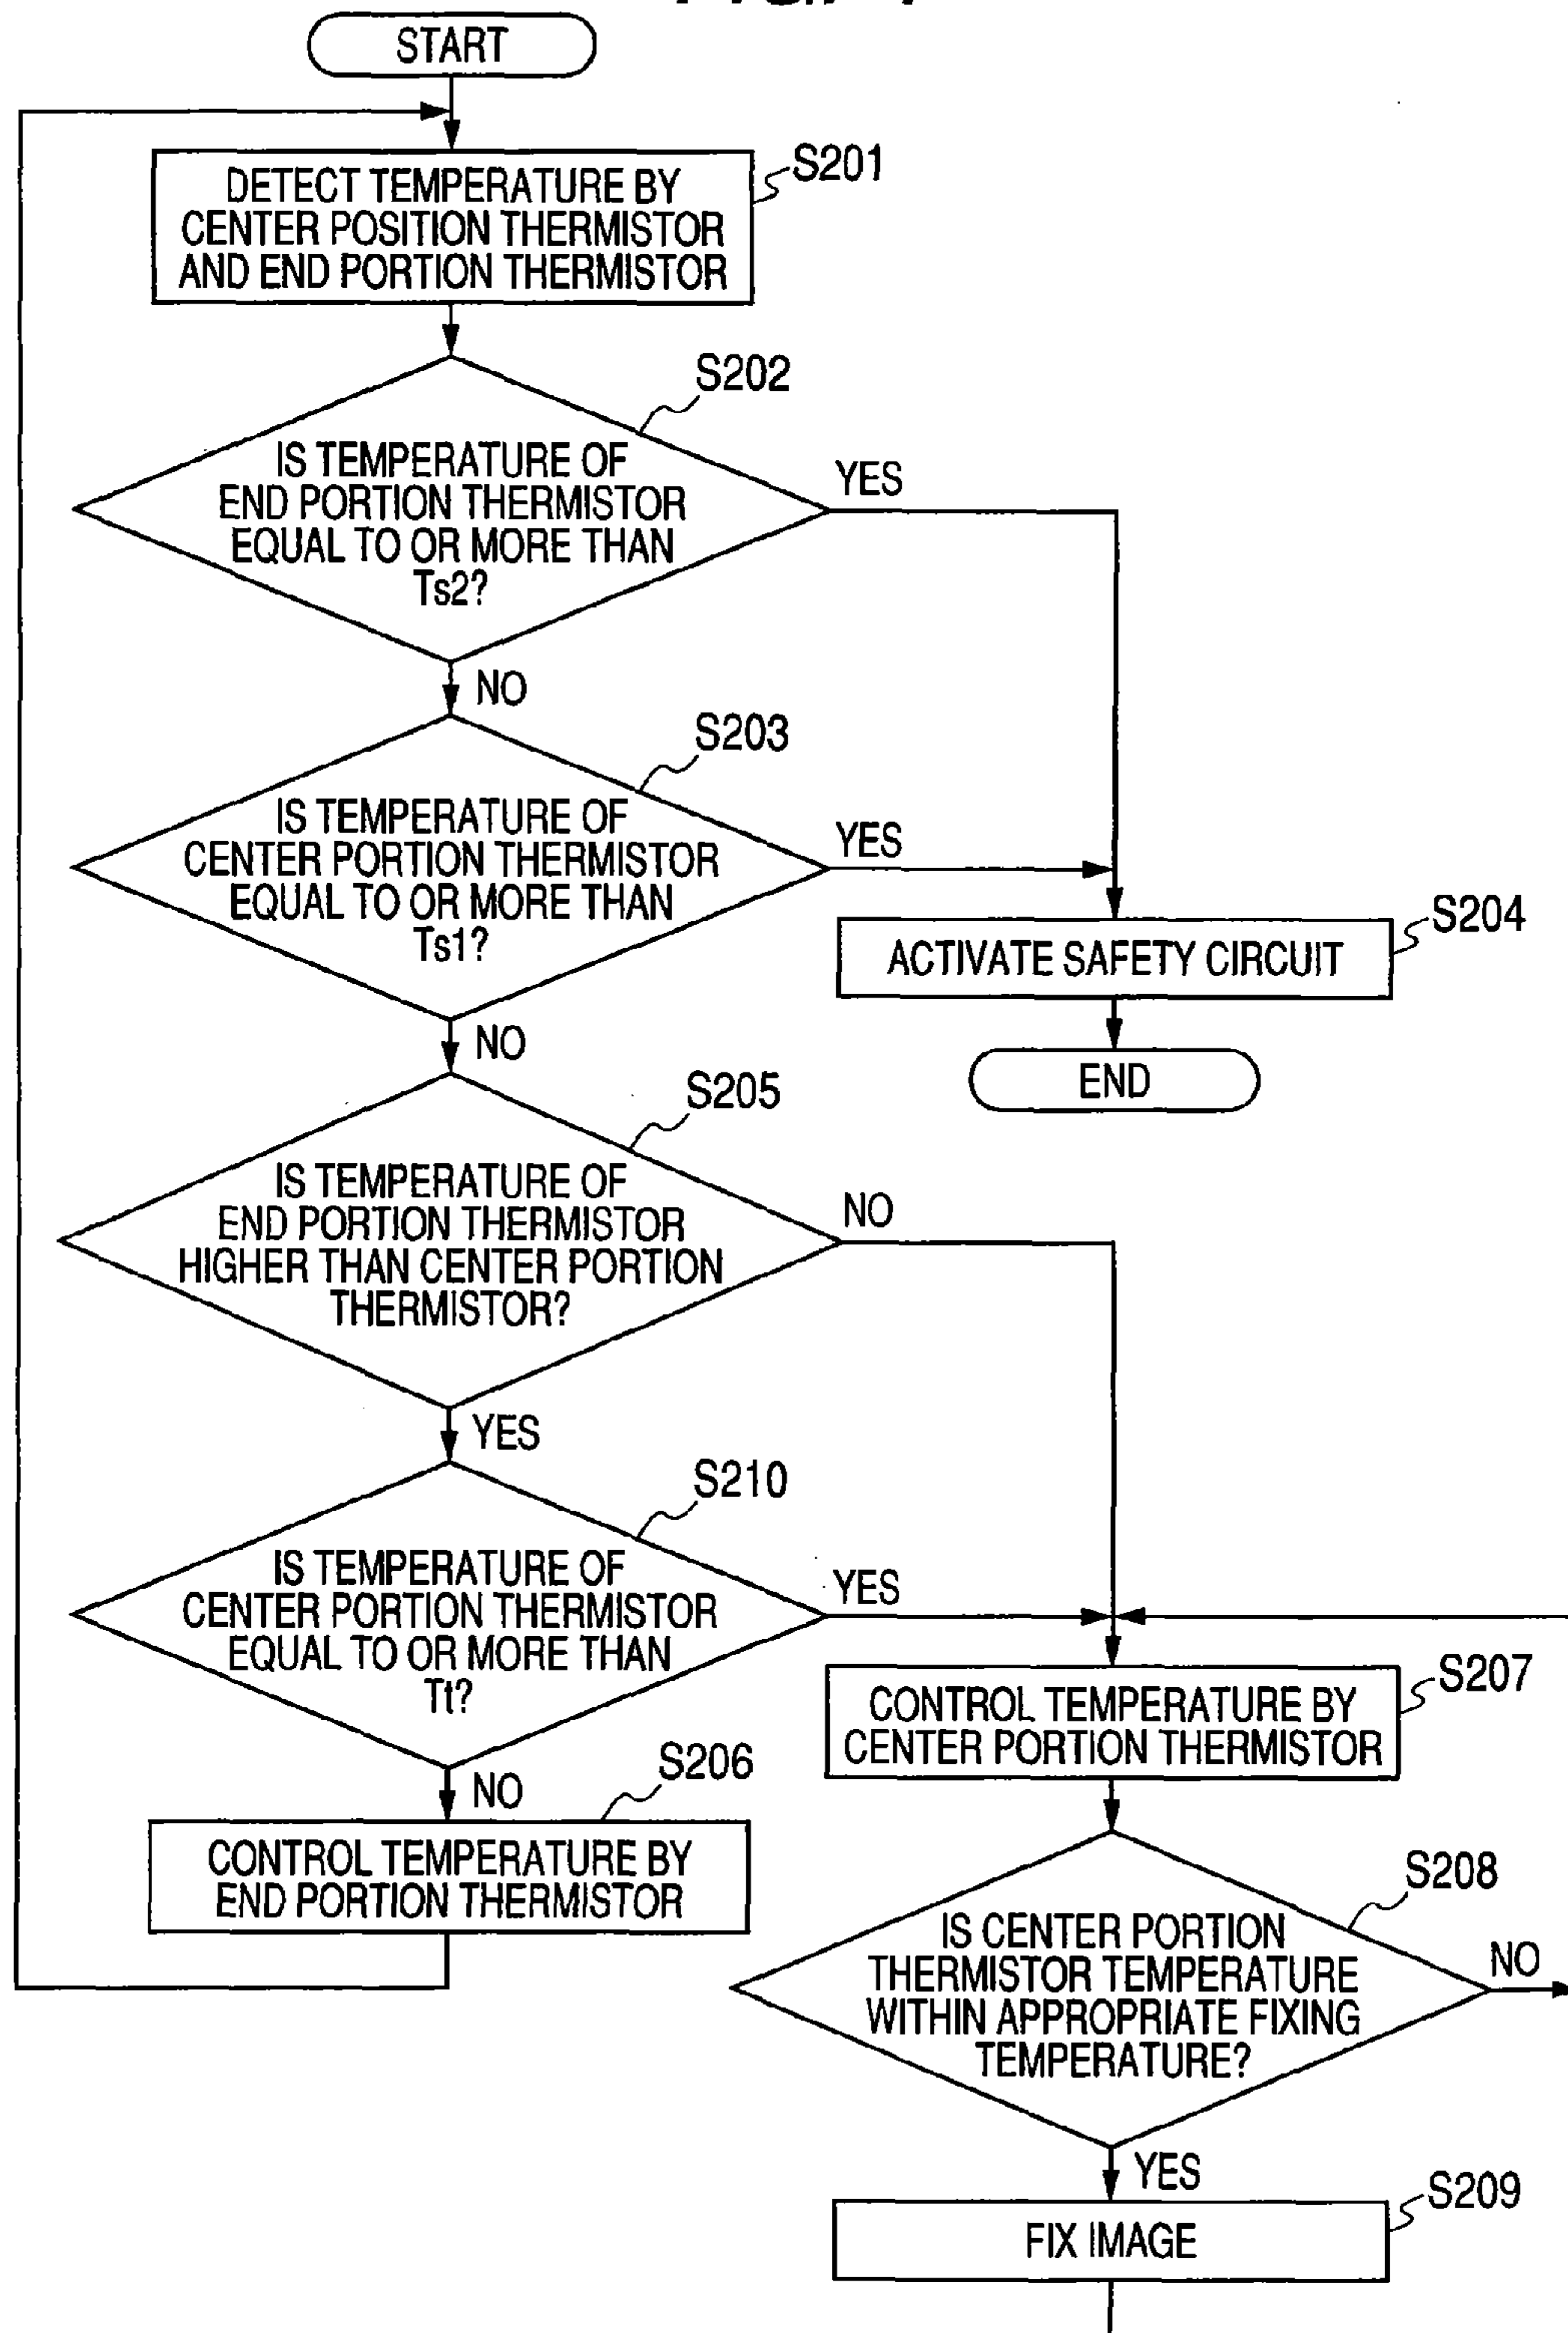 START
S201
DETECT TEMPERATURE BY
CENTER POSITION THERMISTOR
AND END PORTION THERMISTOR
S202
IS TEMPERATURE OF
END PORTION THERMISTOR
EQUAL TO OR MORE THAN
Ts2?
YES
NO
S203
IS TEMPERATURE OF
CENTER PORTION THERMISTOR
EQUAL TO OR MORE THAN
Ts1?
YES
S204
ACTIVATE SAFETY CIRCUIT
NO
END
S205
IS TEMPERATURE OF
END PORTION THERMISTOR
HIGHER THAN CENTER PORTION
THERMISTOR?
NO
YES
S210
IS TEMPERATURE OF
CENTER PORTION THERMISTOR
EQUAL TO OR MORE THAN
Tt?
YES
S207
CONTROL TEMPERATURE BY
CENTER PORTION THERMISTOR
NO
S206
CONTROL TEMPERATURE BY
END PORTION THERMISTOR
S208
IS CENTER PORTION
THERMISTOR TEMPERATURE
WITHIN APPROPRIATE FIXING
TEMPERATURE?
NO
YES
S209
FIX IMAGE